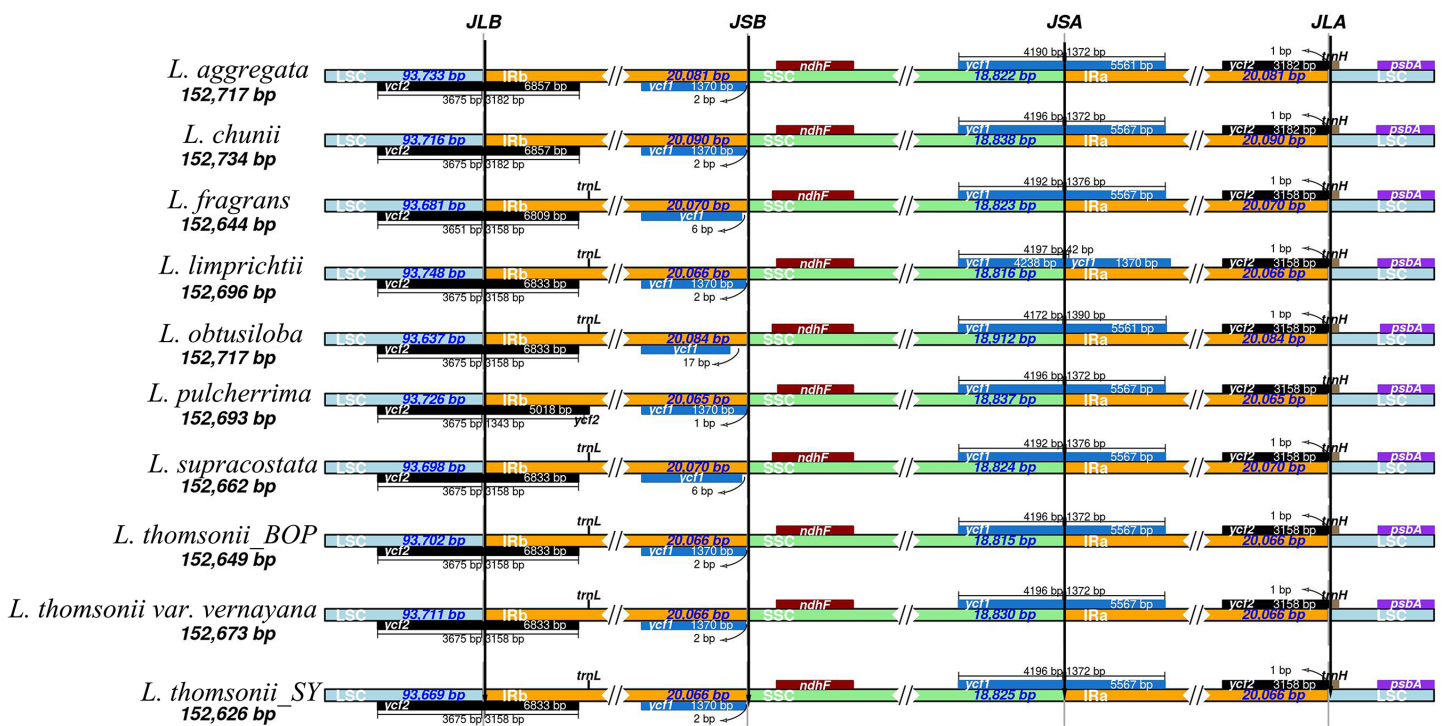 JLB JSB JSA JLA
4190 bp 1372 bp 1 bp trnH
L. aggregata ndhF ycf1 5561 bp ycf2 3182 bp psbA
LSC 93,733 bp IRb 20,081 bp SSC 18,822 bp IRa 20,081 bp LSC
152,717 bp ycf2 6857 bp ycf1 1370 bp
3675 bp 3182 bp 2 bp
4196 bp 1372 bp 1 bp trnH
L. chunii ndhF ycf1 5567 bp ycf2 3182 bp psbA
LSC 93,716 bp IRb 20,090 bp SSC 18,838 bp IRa 20,090 bp LSC
152,734 bp ycf2 6857 bp ycf1 1370 bp
3675 bp 3182 bp 2 bp
trnL 4192 bp 1376 bp 1 bp trnH
L. fragrans ndhF ycf1 5567 bp ycf2 3158 bp psbA
LSC 93,681 bp IRb 20,070 bp SSC 18,823 bp IRa 20,070 bp LSC
152,644 bp ycf2 6809 bp ycf1
3651 bp 3158 bp 6 bp
trnL 4197 bp 42 bp 1 bp trnH
L. limprichtii ndhF ycf1 4238 bp ycf1 1370 bp ycf2 3158 bp psbA
LSC 93,748 bp IRb 20,066 bp SSC 18,816 bp IRa 20,066 bp LSC
152,696 bp ycf2 6833 bp ycf1 1370 bp
3675 bp 3158 bp 2 bp
trnL 4172 bp 1390 bp 1 bp trnH
L. obtusiloba ndhF ycf1 5561 bp ycf2 3158 bp psbA
LSC 93,637 bp IRb 20,084 bp SSC 18,912 bp IRa 20,084 bp LSC
152,717 bp ycf2 6833 bp ycf1
3675 bp 3158 bp 17 bp
4196 bp 1372 bp 1 bp trnH
L. pulcherrima ndhF ycf1 5567 bp ycf2 3158 bp psbA
LSC 93,726 bp IRb 20,065 bp SSC 18,837 bp IRa 20,065 bp LSC
152,693 bp ycf2 5018 bp ycf1 1370 bp
3675 bp 1343 bp ycf2 1 bp
trnL 4192 bp 1376 bp 1 bp trnH
L. supracostata ndhF ycf1 5567 bp ycf2 3158 bp psbA
LSC 93,698 bp IRb 20,070 bp SSC 18,824 bp IRa 20,070 bp LSC
152,662 bp ycf2 6833 bp ycf1
3675 bp 3158 bp 6 bp
trnL 4196 bp 1372 bp 1 bp trnH
L. thomsonii_BOP ndhF ycf1 5567 bp ycf2 3158 bp psbA
LSC 93,702 bp IRb 20,066 bp SSC 18,815 bp IRa 20,066 bp LSC
152,649 bp ycf2 6833 bp ycf1 1370 bp
3675 bp 3158 bp 2 bp
trnL 4196 bp 1372 bp 1 bp trnH
L. thomsonii var. vernayana ndhF ycf1 5567 bp ycf2 3158 bp psbA
LSC 93,711 bp IRb 20,066 bp SSC 18,830 bp IRa 20,066 bp LSC
152,673 bp ycf2 6833 bp ycf1 1370 bp
3675 bp 3158 bp 2 bp
trnL 4196 bp 1372 bp 1 bp trnH
L. thomsonii_SY ndhF ycf1 5567 bp ycf2 3158 bp psbA
LSC 93,669 bp IRb 20,066 bp SSC 18,825 bp IRa 20,066 bp LSC
152,626 bp ycf2 6833 bp ycf1 1370 bp
3675 bp 3158 bp 2 bp